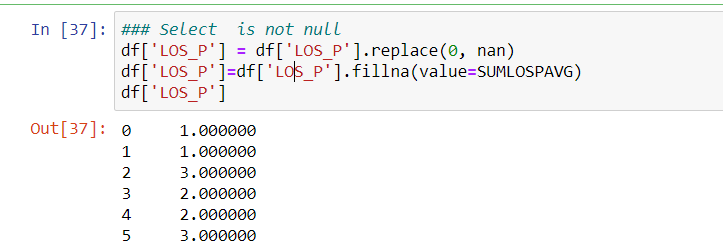 In [37]: ### Select  is not null
df['LOS_P'] = df['LOS_P'].replace(0, nan)
df['LOS_P']=df['LOS_P'].fillna(value=SUMLOSPAVG)
df['LOS_P']
Out[37]: 0    1.000000
1    1.000000
2    3.000000
3    2.000000
4    2.000000
5    3.000000